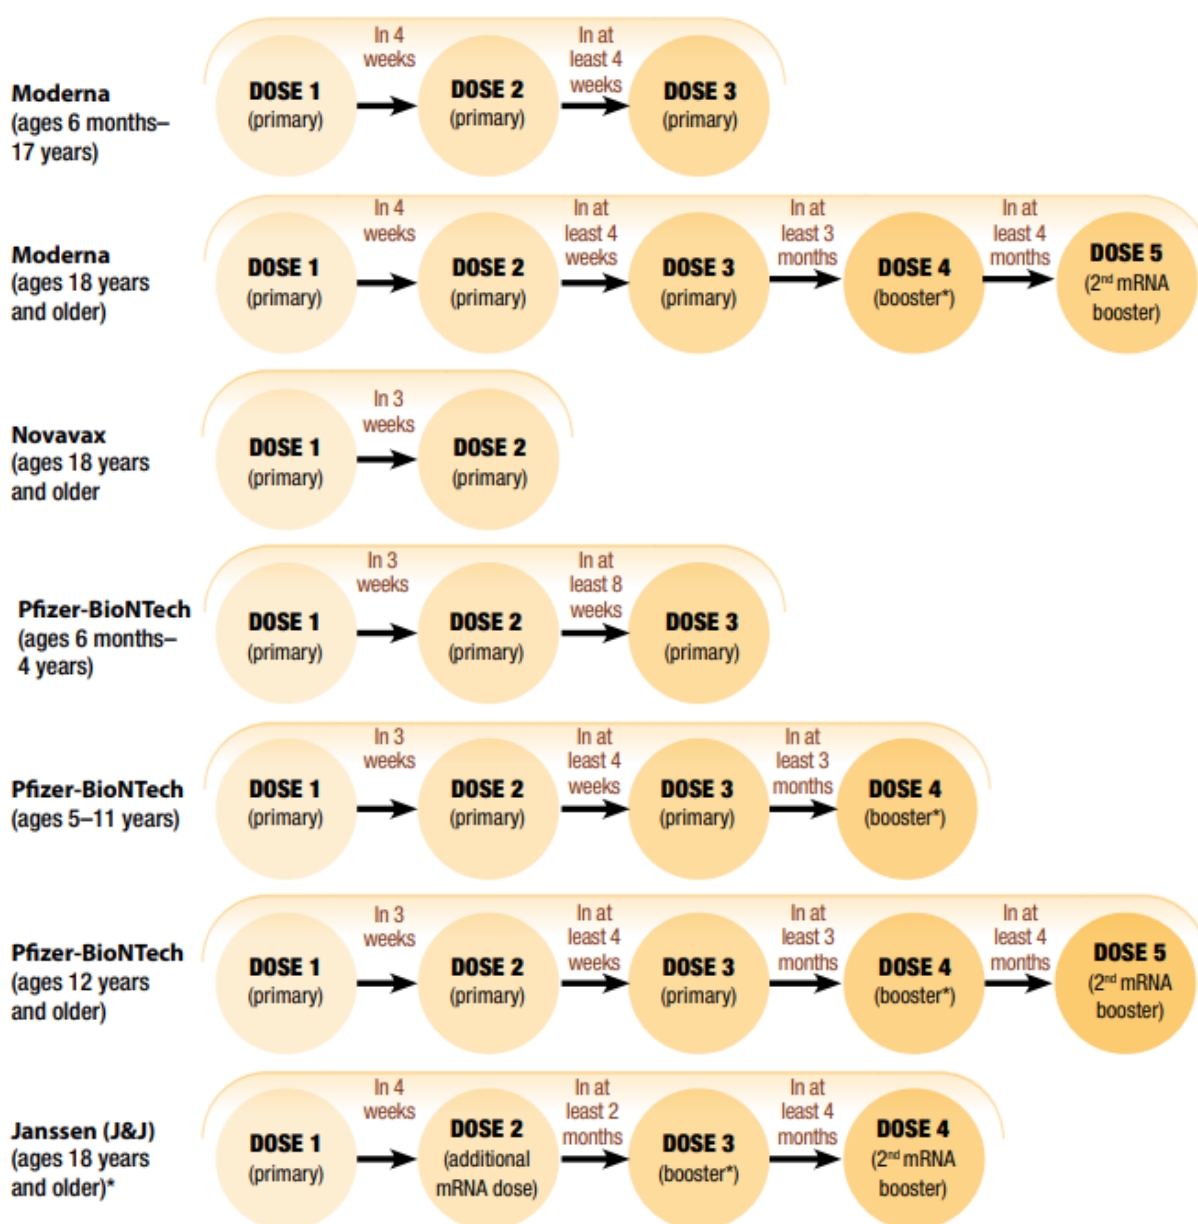 Moderna
(ages 6 months–
17 years)
DOSE 1
(primary)
In 4
weeks
DOSE 2
(primary)
In at
least 4
weeks
DOSE 3
(primary)
Moderna
(ages 18 years
and older)
DOSE 1
(primary)
In 4
weeks
DOSE 2
(primary)
In at
least 4
weeks
DOSE 3
(primary)
In at
least 3
months
DOSE 4
(booster*)
In at
least 4
months
DOSE 5
(2nd mRNA
booster)
Novavax
(ages 18 years
and older
DOSE 1
(primary)
In 3
weeks
DOSE 2
(primary)
Pfizer-BioNTech
(ages 6 months–
4 years)
DOSE 1
(primary)
In 3
weeks
DOSE 2
(primary)
In at
least 8
weeks
DOSE 3
(primary)
Pfizer-BioNTech
(ages 5–11 years)
DOSE 1
(primary)
In 3
weeks
DOSE 2
(primary)
In at
least 4
weeks
DOSE 3
(primary)
In at
least 3
months
DOSE 4
(booster*)
Pfizer-BioNTech
(ages 12 years
and older)
DOSE 1
(primary)
In 3
weeks
DOSE 2
(primary)
In at
least 4
weeks
DOSE 3
(primary)
In at
least 3
months
DOSE 4
(booster*)
In at
least 4
months
DOSE 5
(2nd mRNA
booster)
Janssen (J&J)
(ages 18 years
and older)*
DOSE 1
(primary)
In 4
weeks
DOSE 2
(additional
mRNA dose)
In at
least 2
months
DOSE 3
(booster*)
In at
least 4
months
DOSE 4
(2nd mRNA
booster)